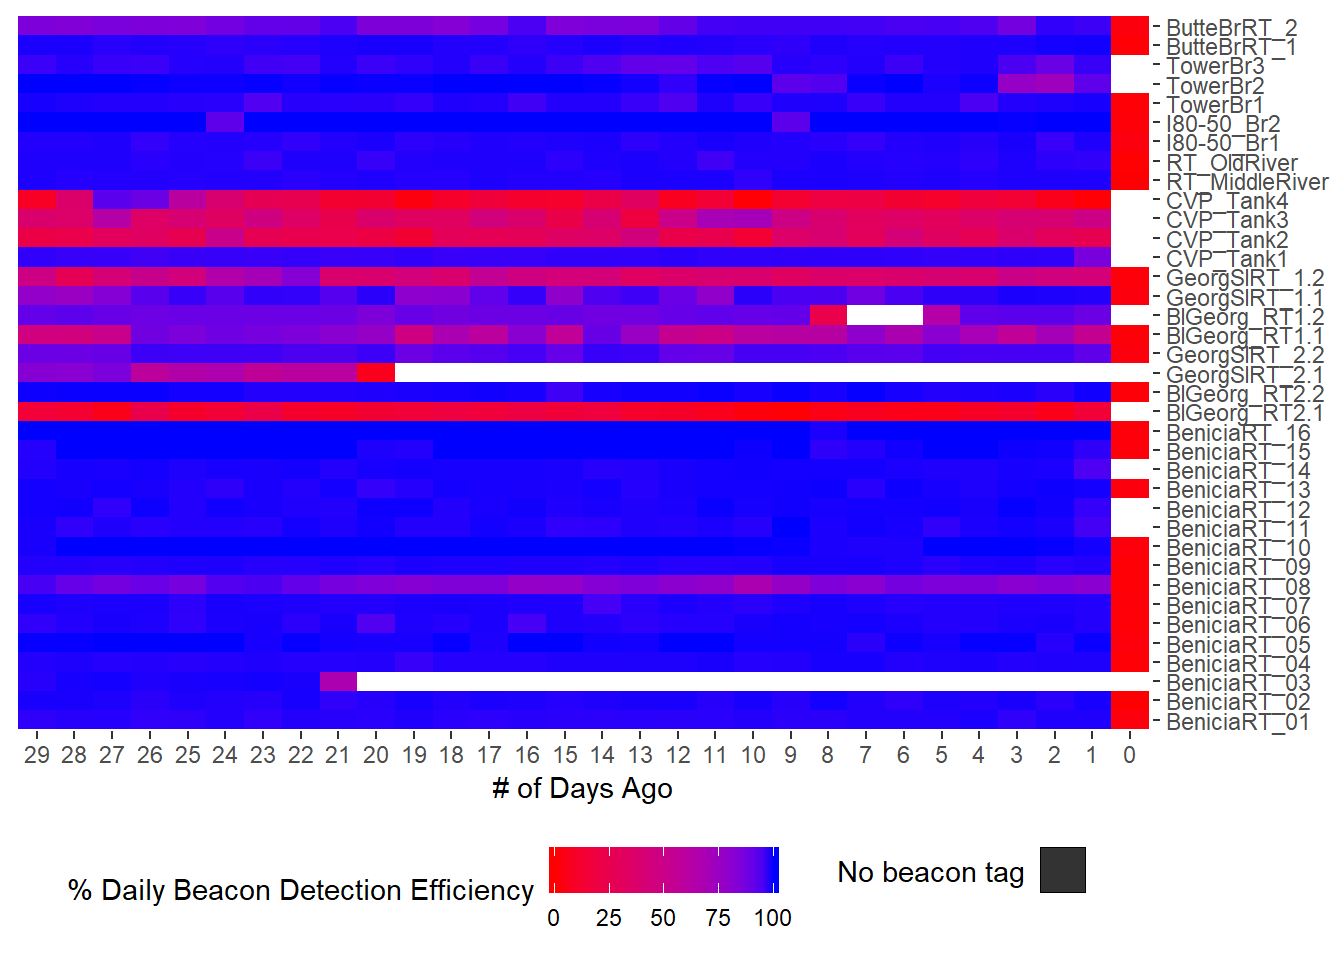 ButteBrRT_2
ButteBrRT_1
TowerBr3
TowerBr2
TowerBr1
I80-50_Br2
I80-50_Br1
RT_OldRiver
RT_MiddleRiver
CVP_Tank4
CVP_Tank3
CVP_Tank2
CVP_Tank1
GeorgSlRT_1.2
GeorgSlRT_1.1
BlGeorg_RT1.2
BlGeorg_RT1.1
GeorgSlRT_2.2
GeorgSlRT_2.1
BlGeorg_RT2.2
BlGeorg_RT2.1
BeniciaRT_16
BeniciaRT_15
BeniciaRT_14
BeniciaRT_13
BeniciaRT_12
BeniciaRT_11
BeniciaRT_10
BeniciaRT_09
BeniciaRT_08
BeniciaRT_07
BeniciaRT_06
BeniciaRT_05
BeniciaRT_04
BeniciaRT_03
BeniciaRT_02
BeniciaRT_01
29 28 27 26 25 24 23 22 21 20 19 18 17 16 15 14 13 12 11 10 9 8 7 6 5 4 3 2 1 0
# of Days Ago
% Daily Beacon Detection Efficiency
0 25 50 75 100
No beacon tag